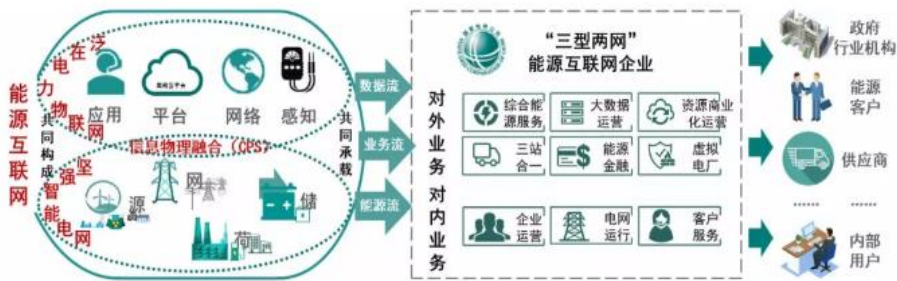 能源互联网
泛在电力物联网
应用
平台
网络
感知
共同构成
共同承载
信息物理融合（CPS）
坚强智能电网
源
网
荷
储
数据流
业务流
能源流
“三型两网”
能源互联网企业
对外业务
综合能
源服务
大数据
运营
资源商业
化运营
三站
合一
能源
金融
虚拟
电厂
对内业务
企业
运营
电网
运行
客户
服务
政府
行业机构
能源
客户
供应商
……
……
内部
用户